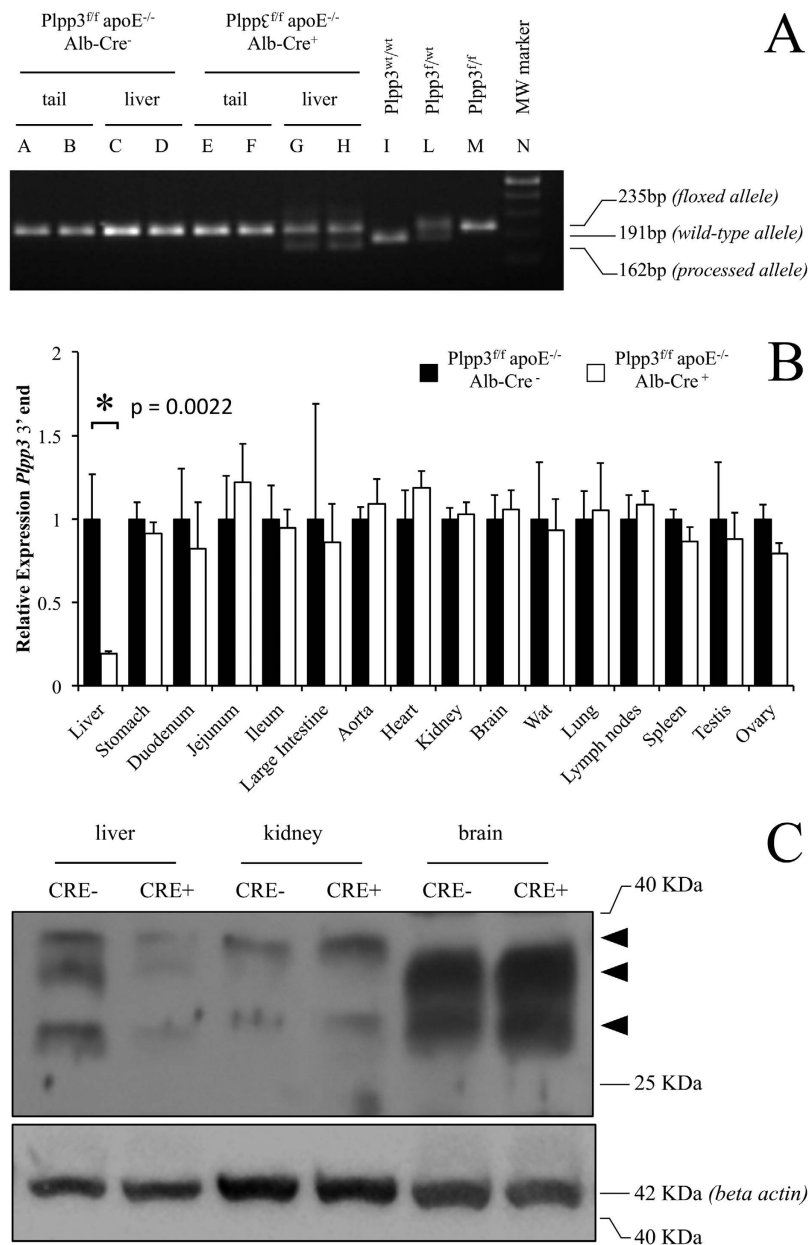 Plpp3f/f apoE-/- PlppƐf/f apoE-/-
Alb-Cre- Alb-Cre+
A
Plpp3wt/wt
Plpp3f/wt
Plpp3f/f
MW marker
tail liver tail liver
A B C D E F G H I L M N
235bp (floxed allele)
191bp (wild-type allele)
162bp (processed allele)
B
Relative Expression Plpp3 3' end
2
1.5
1
0.5
0
* p = 0.0022
Plpp3f/f apoE-/- Plpp3f/f apoE-/-
Alb-Cre - Alb-Cre +
Liver
Stomach
Duodenum
Jejunum
Ileum
Large Intestine
Aorta
Heart
Kidney
Brain
Wat
Lung
Lymph nodes
Spleen
Testis
Ovary
C
liver kidney brain
CRE- CRE+ CRE- CRE+ CRE- CRE+
40 KDa
25 KDa
42 KDa (beta actin)
40 KDa